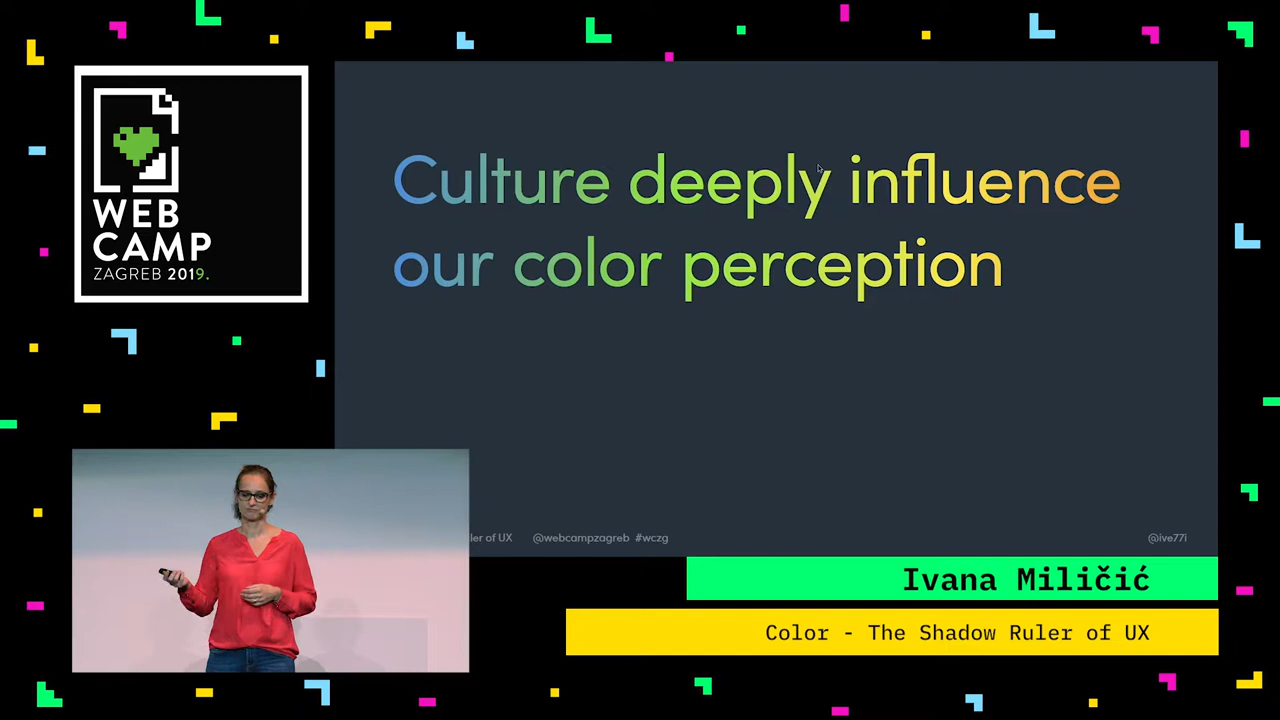 WEB
CAMP
ZAGREB 2019.
Culture deeply influence
our color perception
of UX @webcampzagreb #wczg @ive77i
Ivana Miličić
Color - The Shadow Ruler of UX